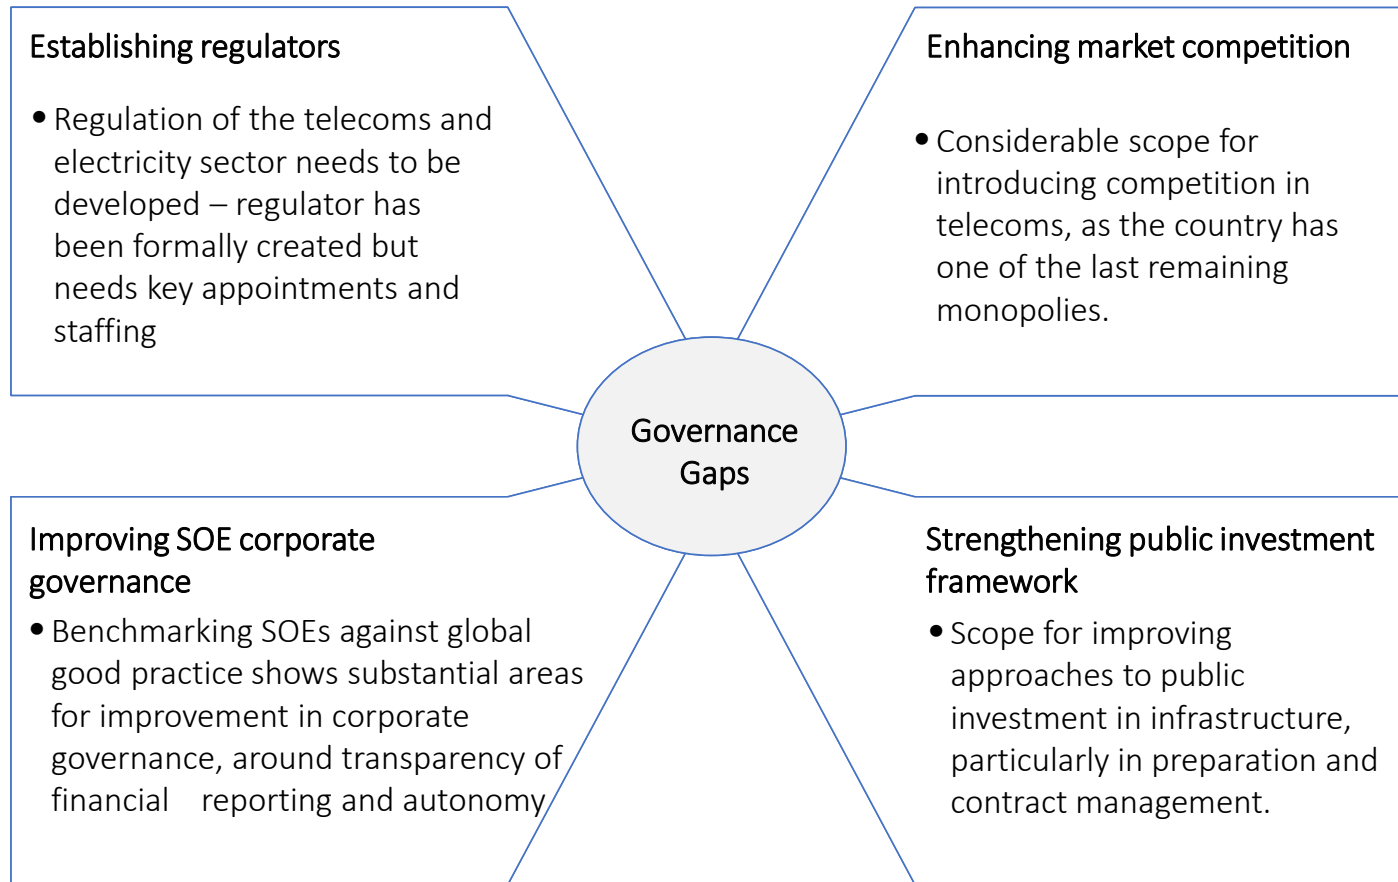 Establishing regulators
• Regulation of the telecoms and
electricity sector needs to be
developed – regulator has
been formally created but
needs key appointments and
staffing
Enhancing market competition
• Considerable scope for
introducing competition in
telecoms, as the country has
one of the last remaining
monopolies.
Governance
Gaps
Improving SOE corporate
governance
• Benchmarking SOEs against global
good practice shows substantial areas
for improvement in corporate
governance, around transparency of
financial reporting and autonomy
Strengthening public investment
framework
• Scope for improving
approaches to public
investment in infrastructure,
particularly in preparation and
contract management.